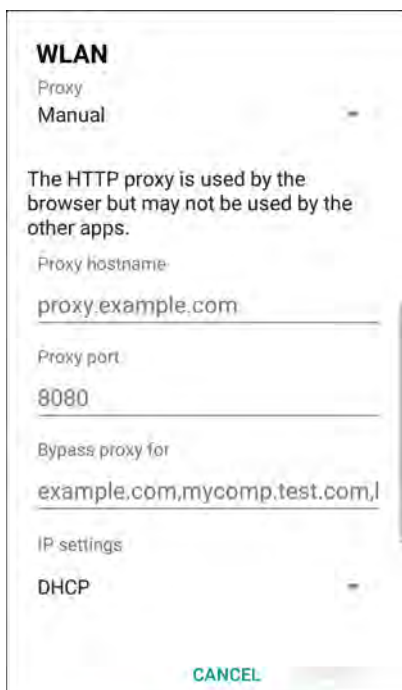 WLAN
Proxy
Manual
The HTTP proxy is used by the
browser but may not be used by the
other apps.
Proxy hostname
proxy.example.com
Proxy port
8080
Bypass proxy for
example.com,mycomp.test.com,l
IP settings
DHCP
CANCEL